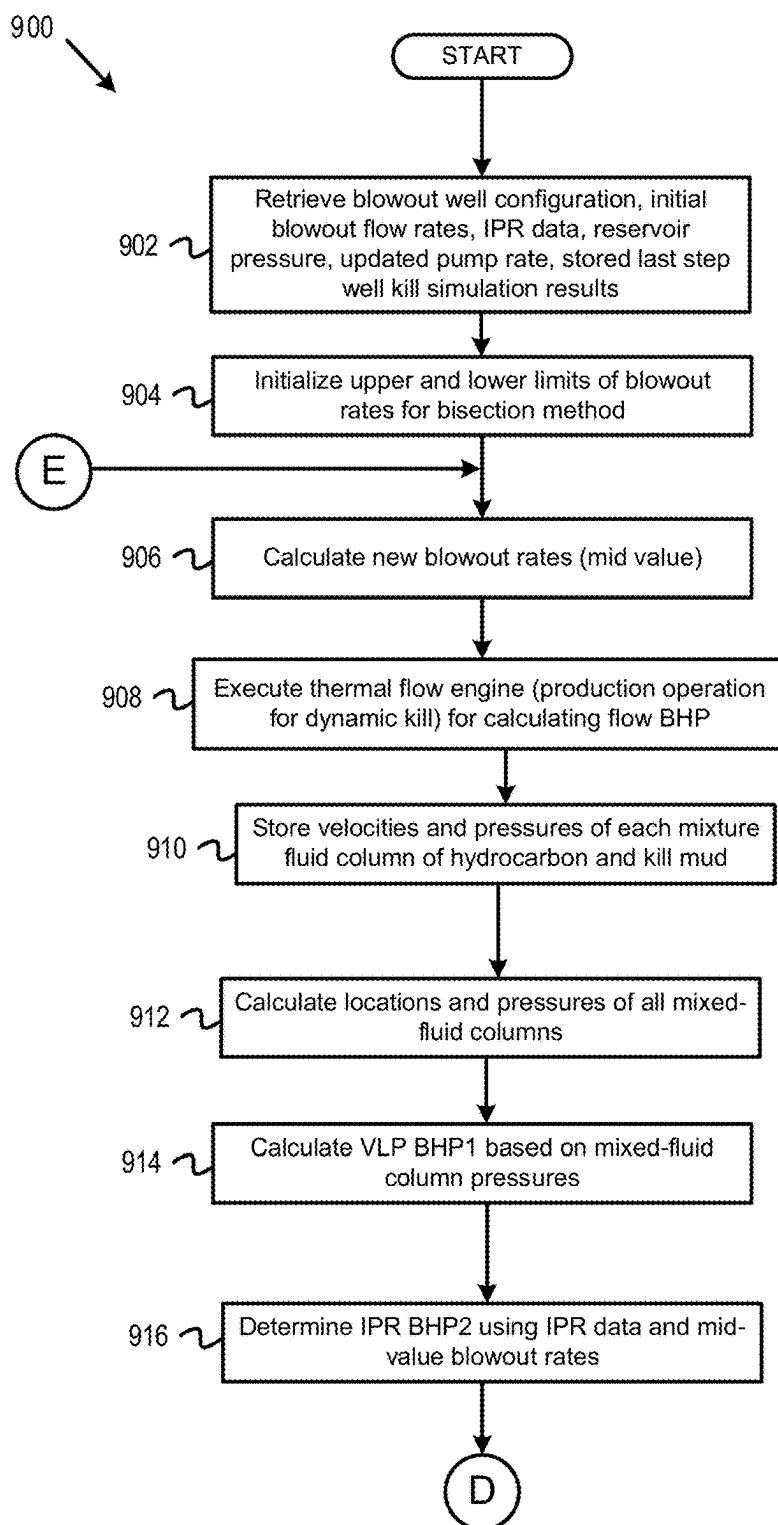 900
START
902
Retrieve blowout well configuration, initial
blowout flow rates, IPR data, reservoir
pressure, updated pump rate, stored last step
well kill simulation results
904
Initialize upper and lower limits of blowout
rates for bisection method
E
906
Calculate new blowout rates (mid value)
908
Execute thermal flow engine (production operation
for dynamic kill) for calculating flow BHP
910
Store velocities and pressures of each mixture
fluid column of hydrocarbon and kill mud
912
Calculate locations and pressures of all mixed-
fluid columns
914
Calculate VLP BHP1 based on mixed-fluid
column pressures
916
Determine IPR BHP2 using IPR data and mid-
value blowout rates
D